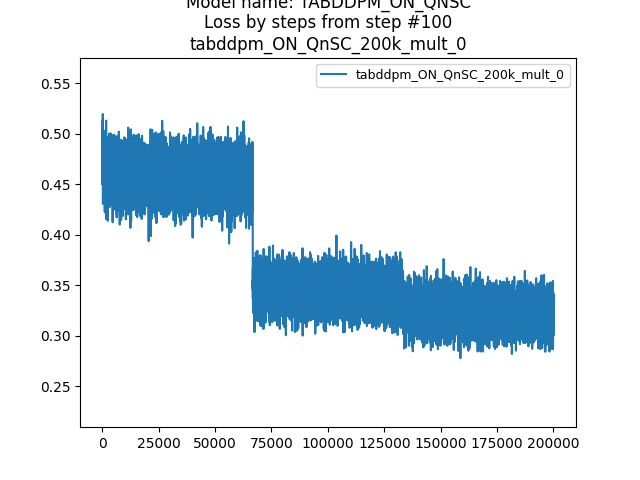 Model name: TABDDPM_ON_QNSC
Loss by steps from step #100
tabddpm_ON_QnSC_200k_mult_0
tabddpm_ON_QnSC_200k_mult_0
0.55
0.50
0.45
0.40
0.35
0.30
0.25
0 25000 50000 75000 100000 125000 150000 175000 200000